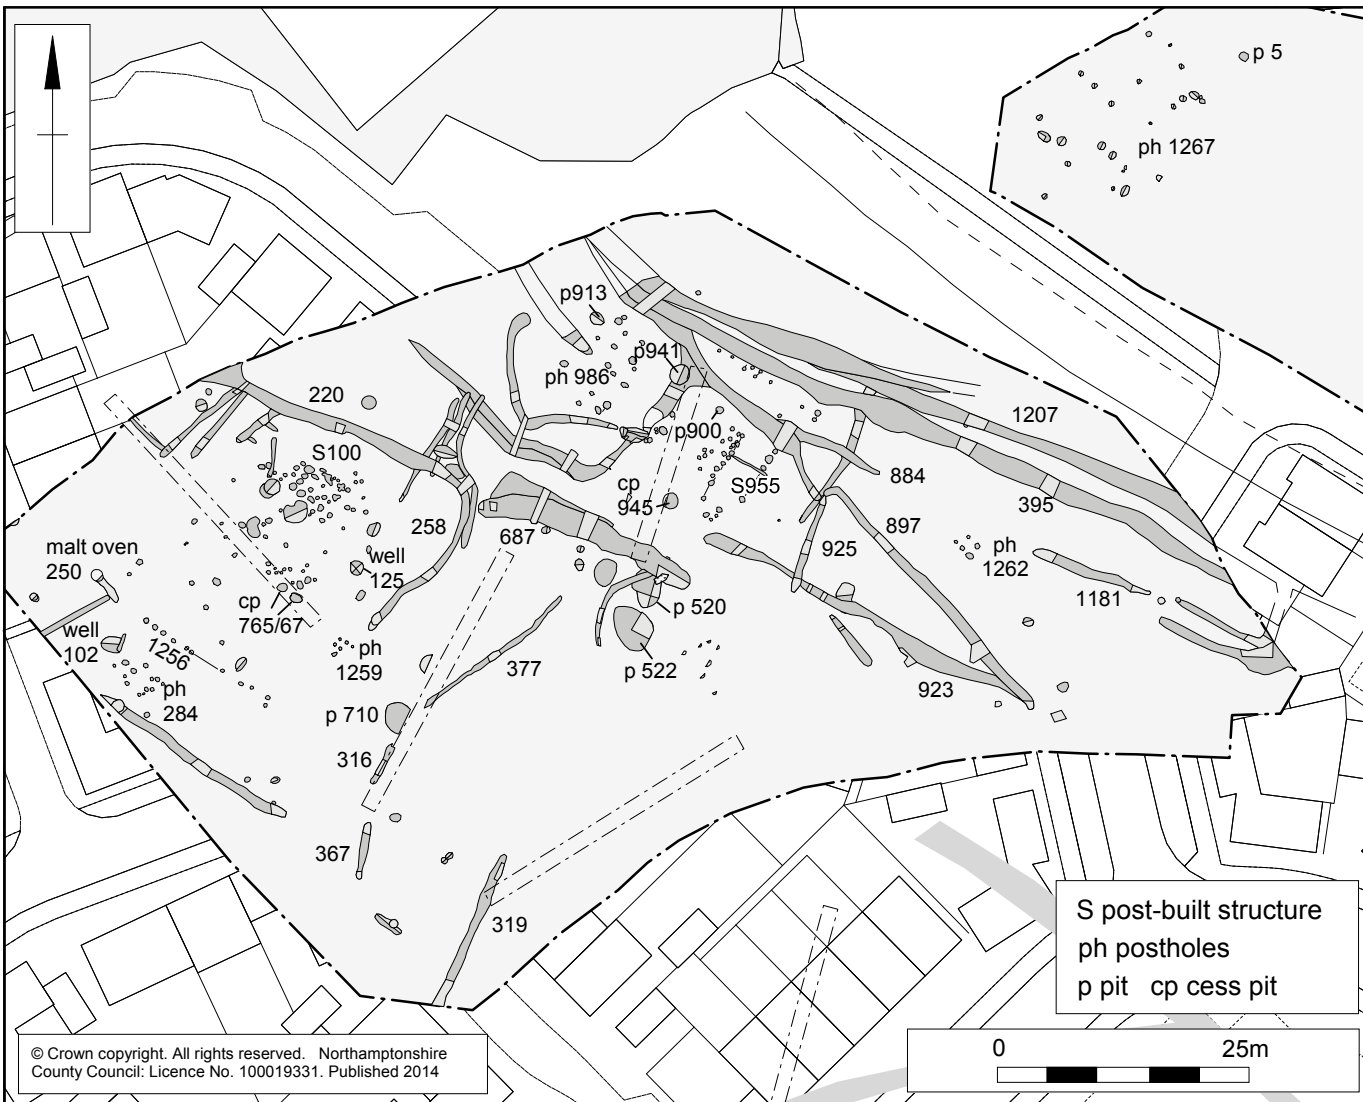 p 5
ph 1267
p913
p941
ph 986
220
p900
1207
S100
884
S955
cp
945
395
258
687
897
925
malt oven
250
well
125
ph
1262
1181
cp
765/67
well
102
1256
p 520
ph
1259
377
p 522
ph
284
923
p 710
316
367
319
S post-built structure
ph postholes
p pit cp cess pit
0 25m
© Crown copyright. All rights reserved. Northamptonshire
County Council: Licence No. 100019331. Published 2014